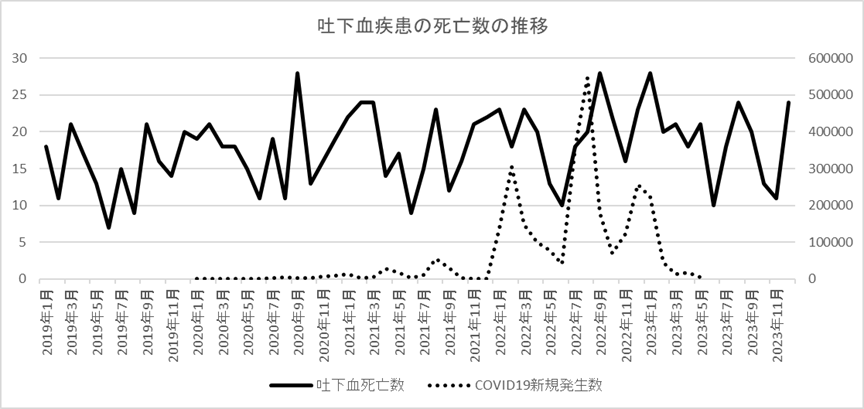 吐下血疾患の死亡数の推移
30
25
20
15
10
5
0
600000
500000
400000
300000
200000
100000
0
2019年1月
2019年3月
2019年5月
2019年7月
2019年9月
2019年11月
2020年1月
2020年3月
2020年5月
2020年7月
2020年9月
2020年11月
2021年1月
2021年3月
2021年5月
2021年7月
2021年9月
2021年11月
2022年1月
2022年3月
2022年5月
2022年7月
2022年9月
2022年11月
2023年1月
2023年3月
2023年5月
2023年7月
2023年9月
2023年11月
吐下血死亡数
COVID19新規発生数